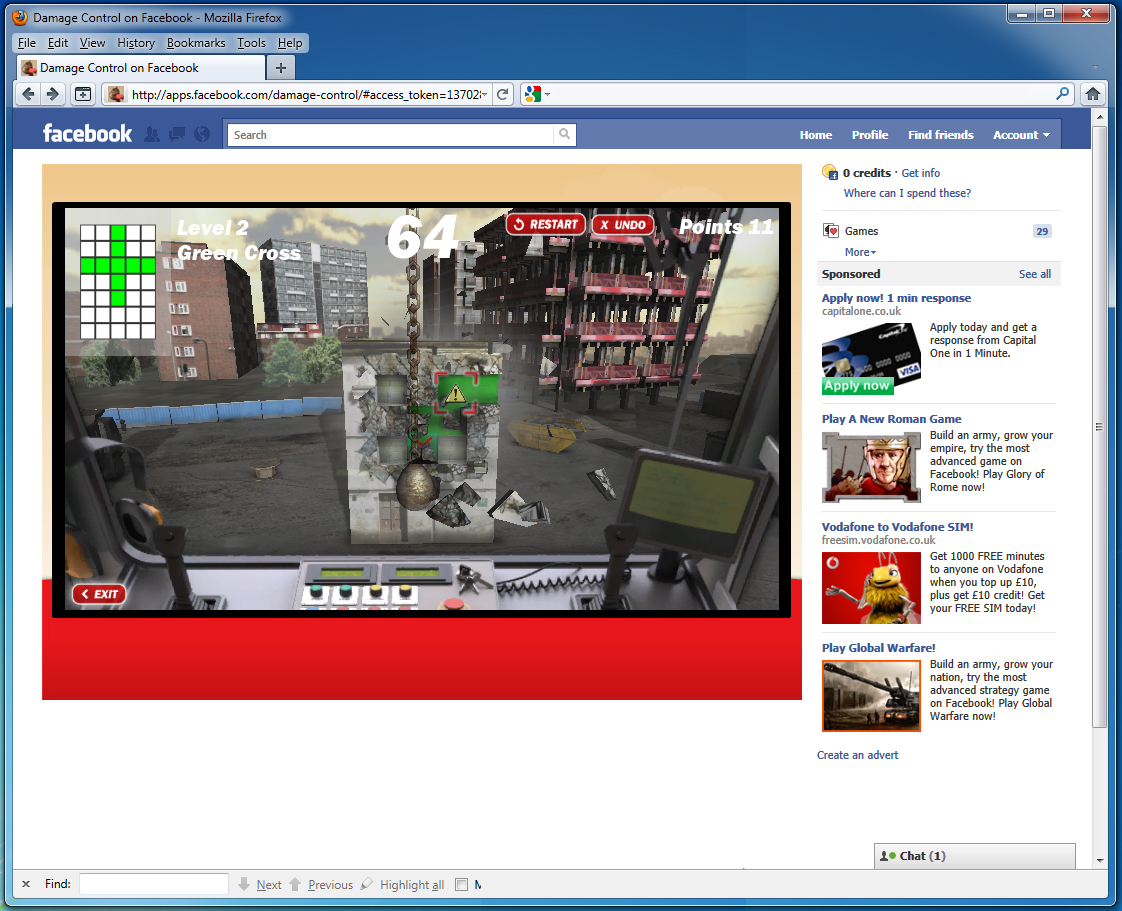 Damage Control on Facebook - Mozilla Firefox
File Edit View History Bookmarks Tools Help
Damage Control on Facebook
http://apps.facebook.com/damage-control/#access_token=13702
facebook
Search
Home Profile Find friends Account
0 credits · Get info
Where can I spend these?
Games 29
More
Sponsored See all
Apply now! 1 min response
capitalone.co.uk
Apply today and get a
response from Capital
One in 1 Minute.
VISA
Apply now
Play A New Roman Game
Build an army, grow your
empire, try the most
advanced game on
Facebook! Play Glory of
Rome now!
Vodafone to Vodafone SIM!
freesim.vodafone.co.uk
Get 1000 FREE minutes
to anyone on Vodafone
when you top up £10,
plus get £10 credit! Get
your FREE SIM today!
Play Global Warfare!
Build an army, grow your
nation, try the most
advanced strategy game
on Facebook! Play Global
Warfare now!
Create an advert
Level 2
Green Cross
64
RESTART
X UNDO
Points 11
EXIT
Chat (1)
x Find: Next Previous Highlight all M